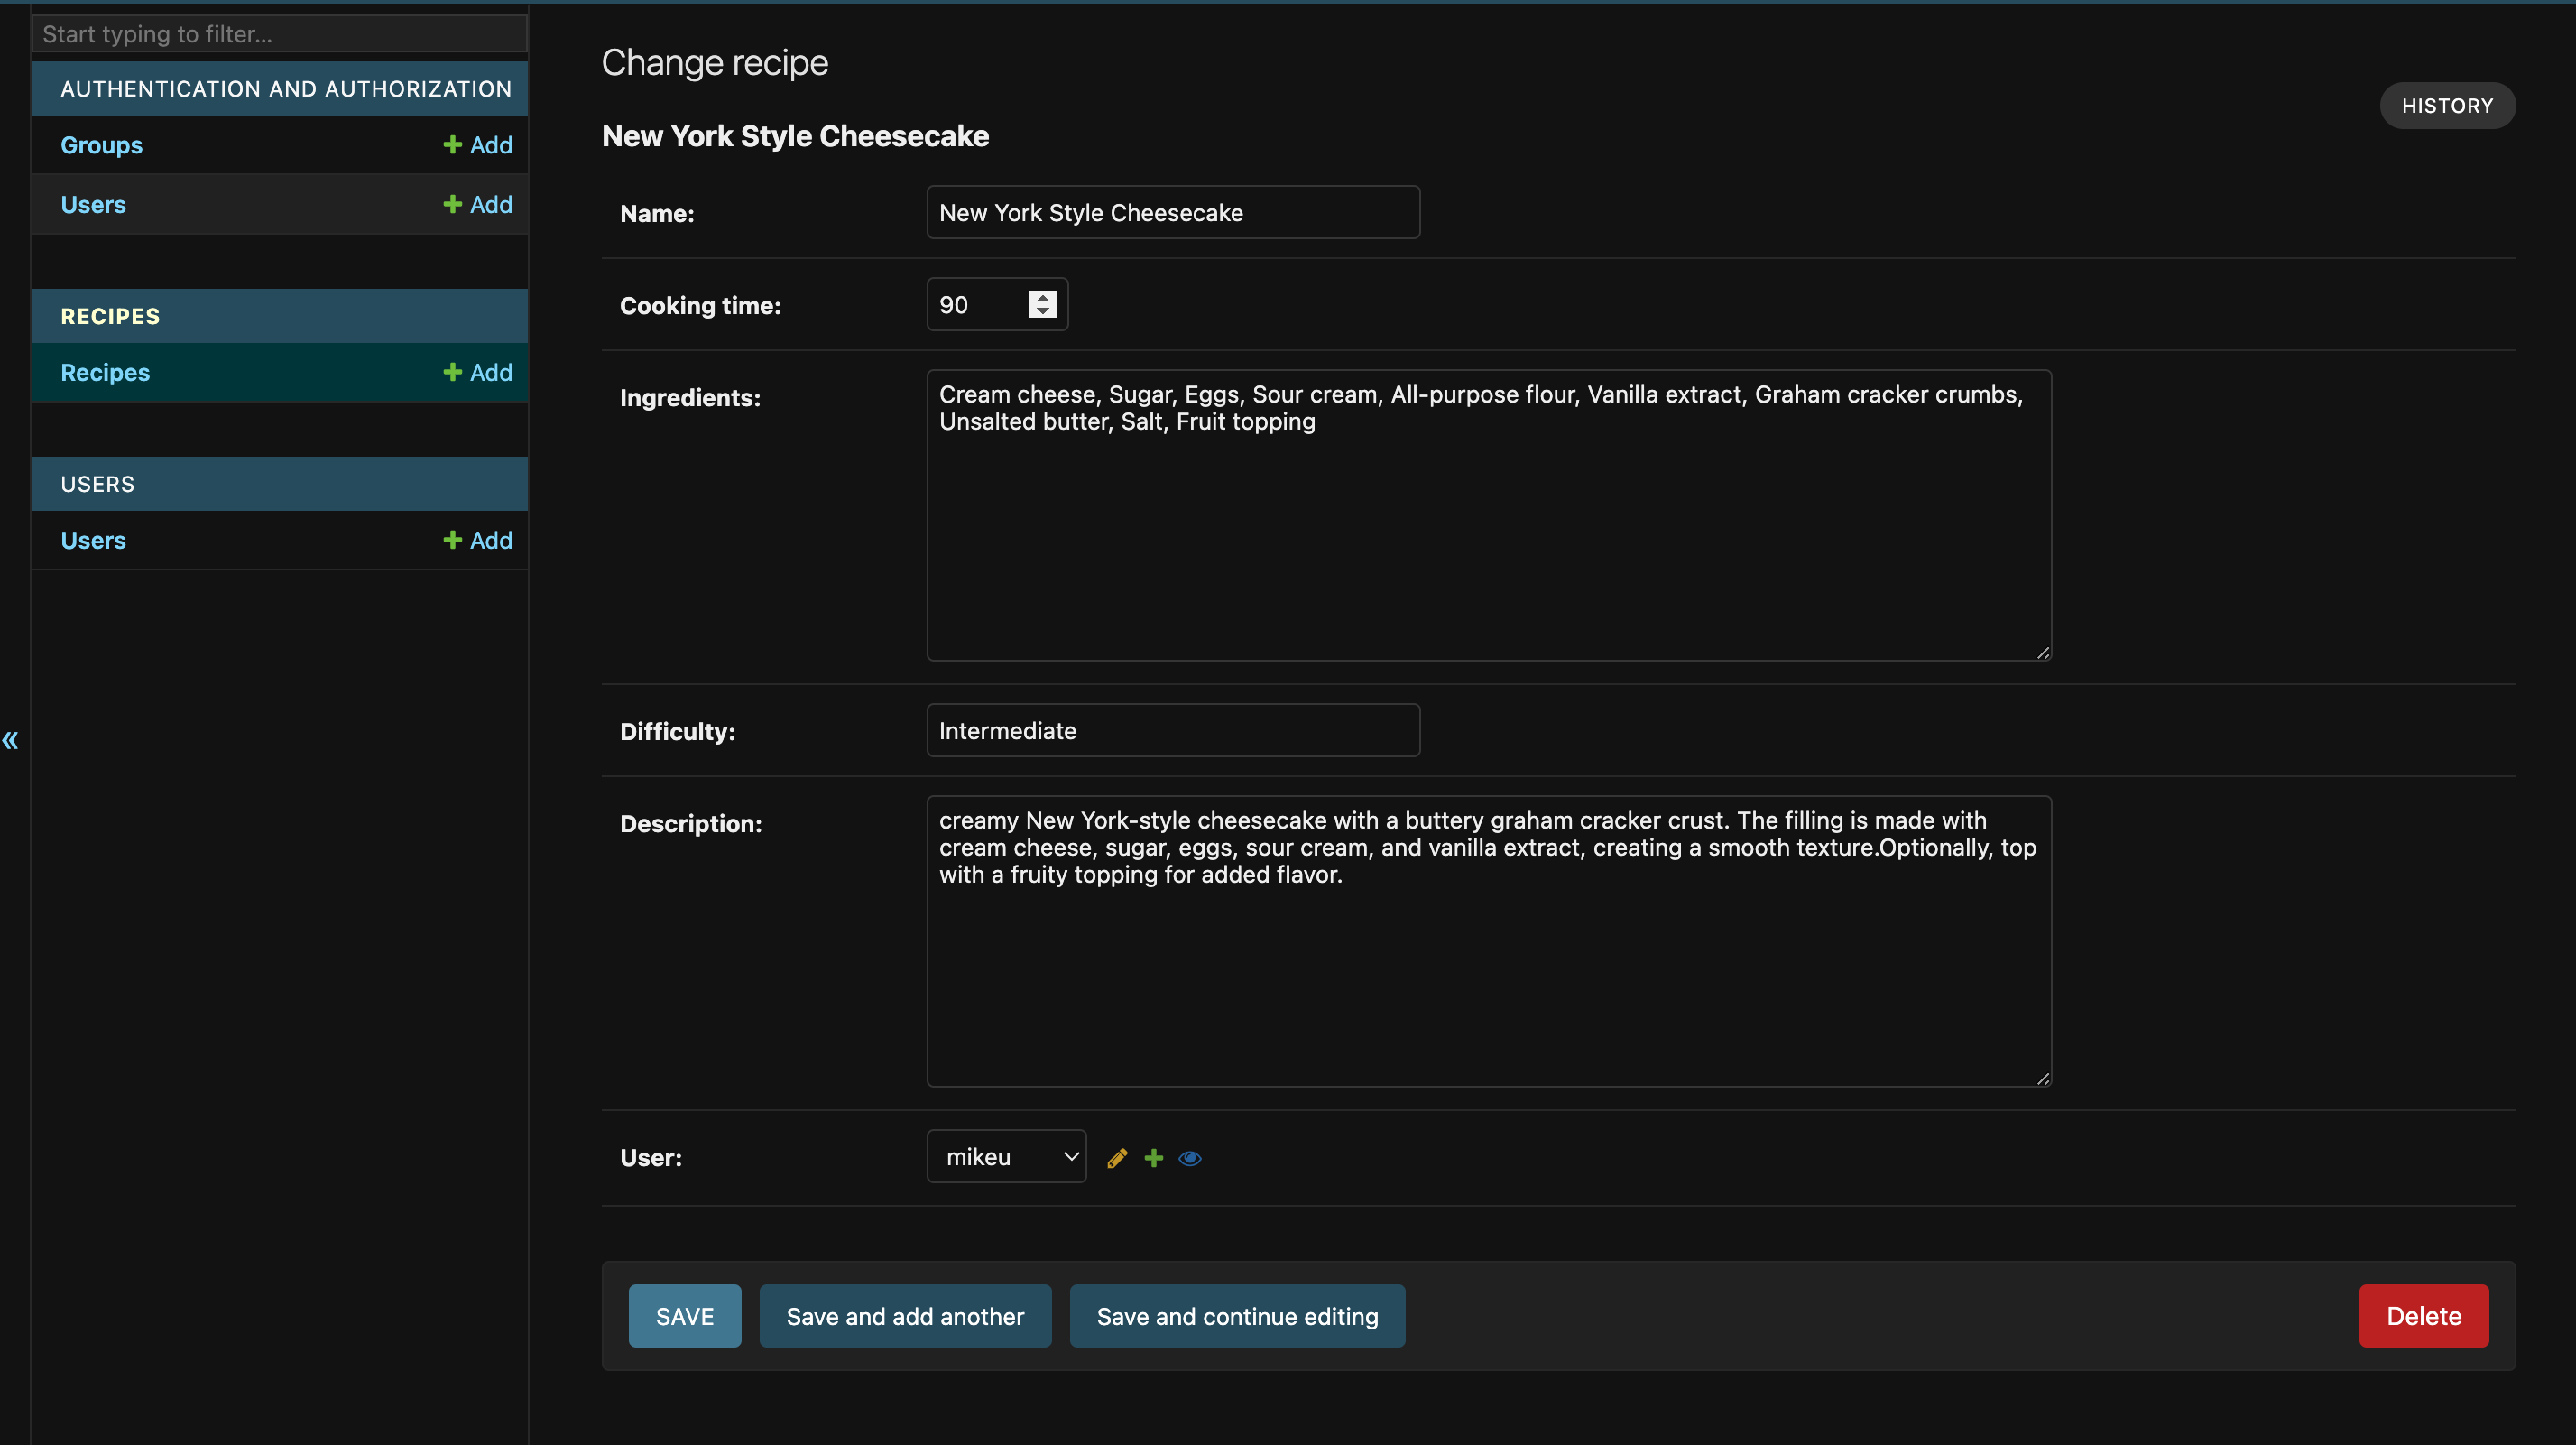 Start typing to filter...
AUTHENTICATION AND AUTHORIZATION
Groups
Add
Users
Add
RECIPES
Recipes
Add
USERS
Users
Add
«
Change recipe
HISTORY
New York Style Cheesecake
Name:
New York Style Cheesecake
Cooking time:
90
Ingredients:
Cream cheese, Sugar, Eggs, Sour cream, All-purpose flour, Vanilla extract, Graham cracker crumbs,
Unsalted butter, Salt, Fruit topping
Difficulty:
Intermediate
Description:
creamy New York-style cheesecake with a buttery graham cracker crust. The filling is made with
cream cheese, sugar, eggs, sour cream, and vanilla extract, creating a smooth texture.Optionally, top
with a fruity topping for added flavor.
User:
mikeu
SAVE
Save and add another
Save and continue editing
Delete